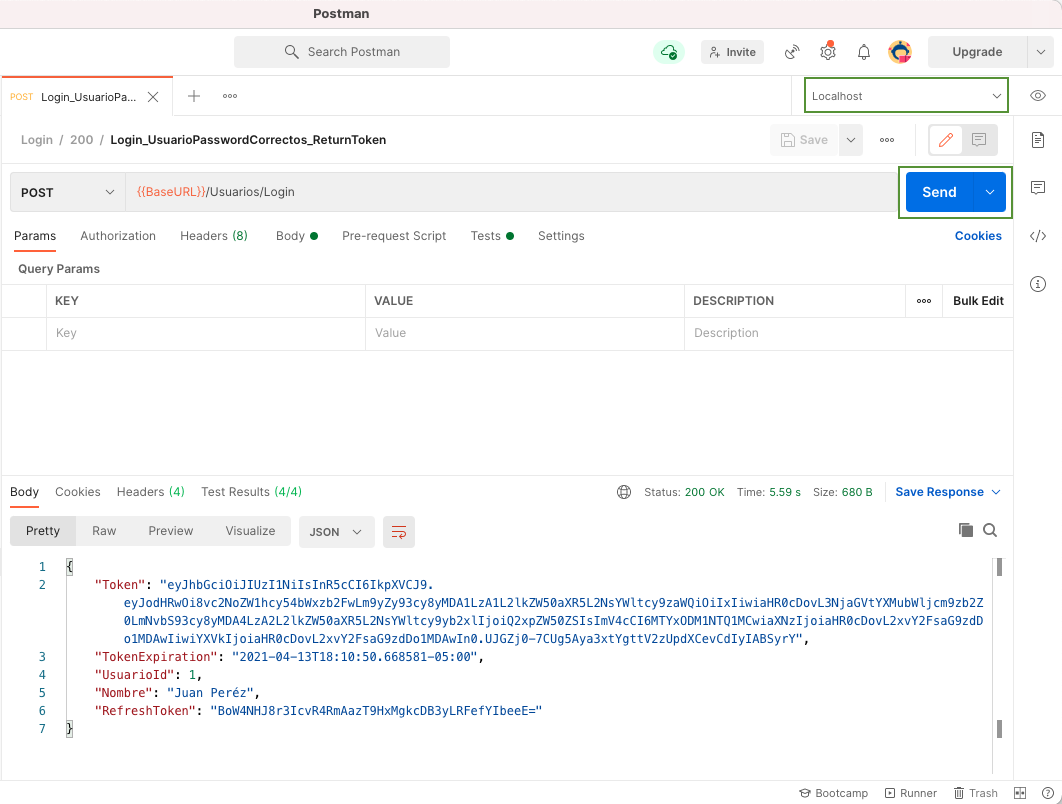 Postman
Search Postman
Invite
Upgrade
POST Login_UsuarioPa...
Localhost
Login / 200 / Login_UsuarioPasswordCorrectos_ReturnToken
Save
POST
{{BaseURL}}/Usuarios/Login
Send
Params Authorization Headers (8) Body Pre-request Script Tests Settings Cookies
Query Params
KEY VALUE DESCRIPTION Bulk Edit
Key Value Description
Body Cookies Headers (4) Test Results (4/4) Status: 200 OK Time: 5.59 s Size: 680 B Save Response
Pretty Raw Preview Visualize JSON
1 {
2 "Token": "eyJhbGciOiJIUzI1NiIsInR5cCI6IkpXVCJ9.
eyJodHRwOi8vc2NoZW1hcy54bWxzb2FwLm9yZy93cy8yMDA1LzA1L2lkZW50aXR5L2NsYWltcy9zaWQiOiIxIiwiaHR0cDovL3NjaGVtYXMubWljcm9zb2Z
0LmNvbS93cy8yMDA4LzA2L2lkZW50aXR5L2NsYWltcy9yb2xlIjoiQ2xpZW50ZSIsImV4cCI6MTYxODM1NTQ1MCwiaXNzIjoiaHR0cDovL2xvY2FsaG9zdD
o1MDAwIiwiYXVkIjoiaHR0cDovL2xvY2FsaG9zdDo1MDAwIn0.UJGZj0-7CUg5Aya3xtYgttV2zUpdXCevCdIyIABSyrY",
3 "TokenExpiration": "2021-04-13T18:10:50.668581-05:00",
4 "UsuarioId": 1,
5 "Nombre": "Juan Peréz",
6 "RefreshToken": "BoW4NHJ8r3IcvR4RmAazT9HxMgkcDB3yLRFefYIbeeE="
7 }
Bootcamp Runner Trash